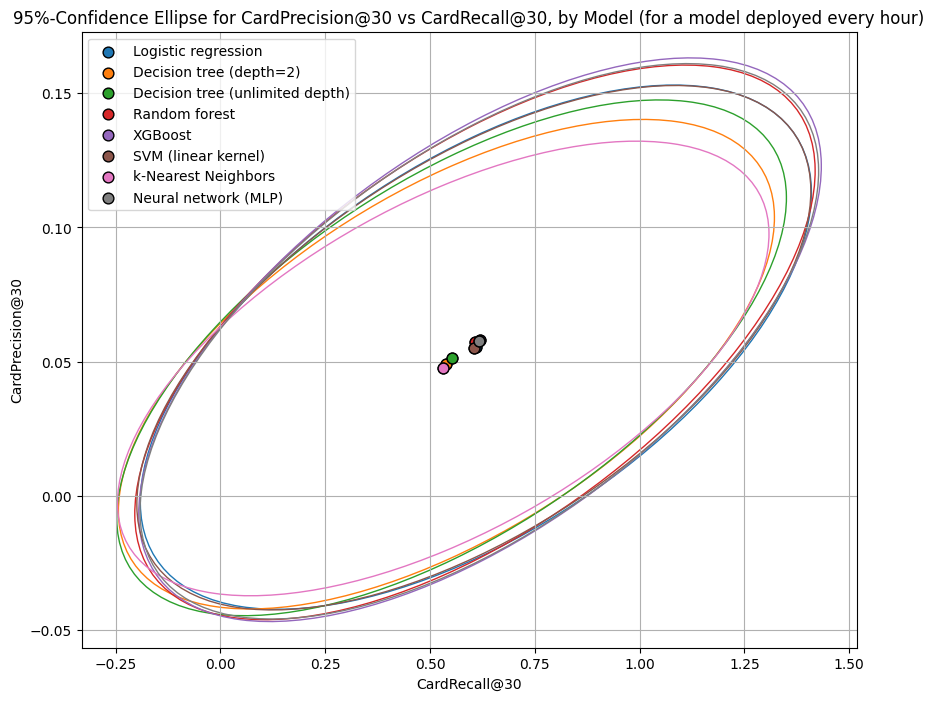 95%-Confidence Ellipse for CardPrecision@30 vs CardRecall@30, by Model (for a model deployed every hour)
Logistic regression
Decision tree (depth=2)
Decision tree (unlimited depth)
Random forest
XGBoost
SVM (linear kernel)
k-Nearest Neighbors
Neural network (MLP)
CardPrecision@30
0.15
0.10
0.05
0.00
−0.05
−0.25
0.00
0.25
0.50
0.75
1.00
1.25
1.50
CardRecall@30